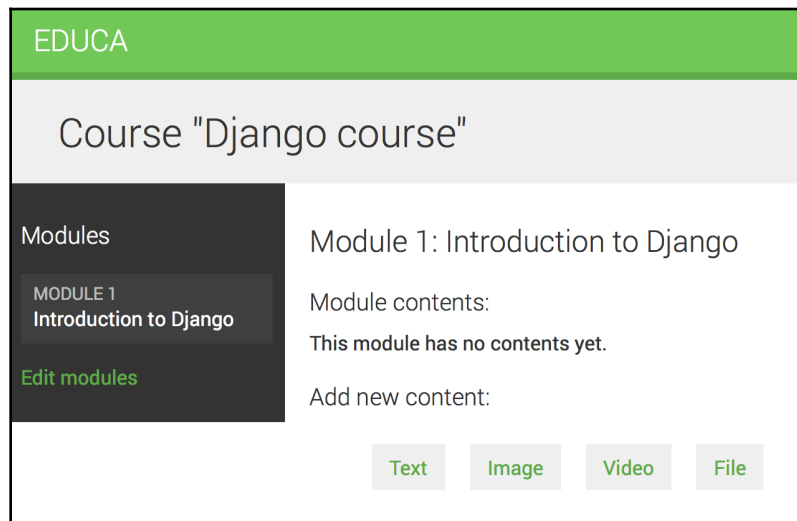 EDUCA
Course "Django course"
Modules
MODULE 1
Introduction to Django
Edit modules
Module 1: Introduction to Django
Module contents:
This module has no contents yet.
Add new content:
Text Image Video File